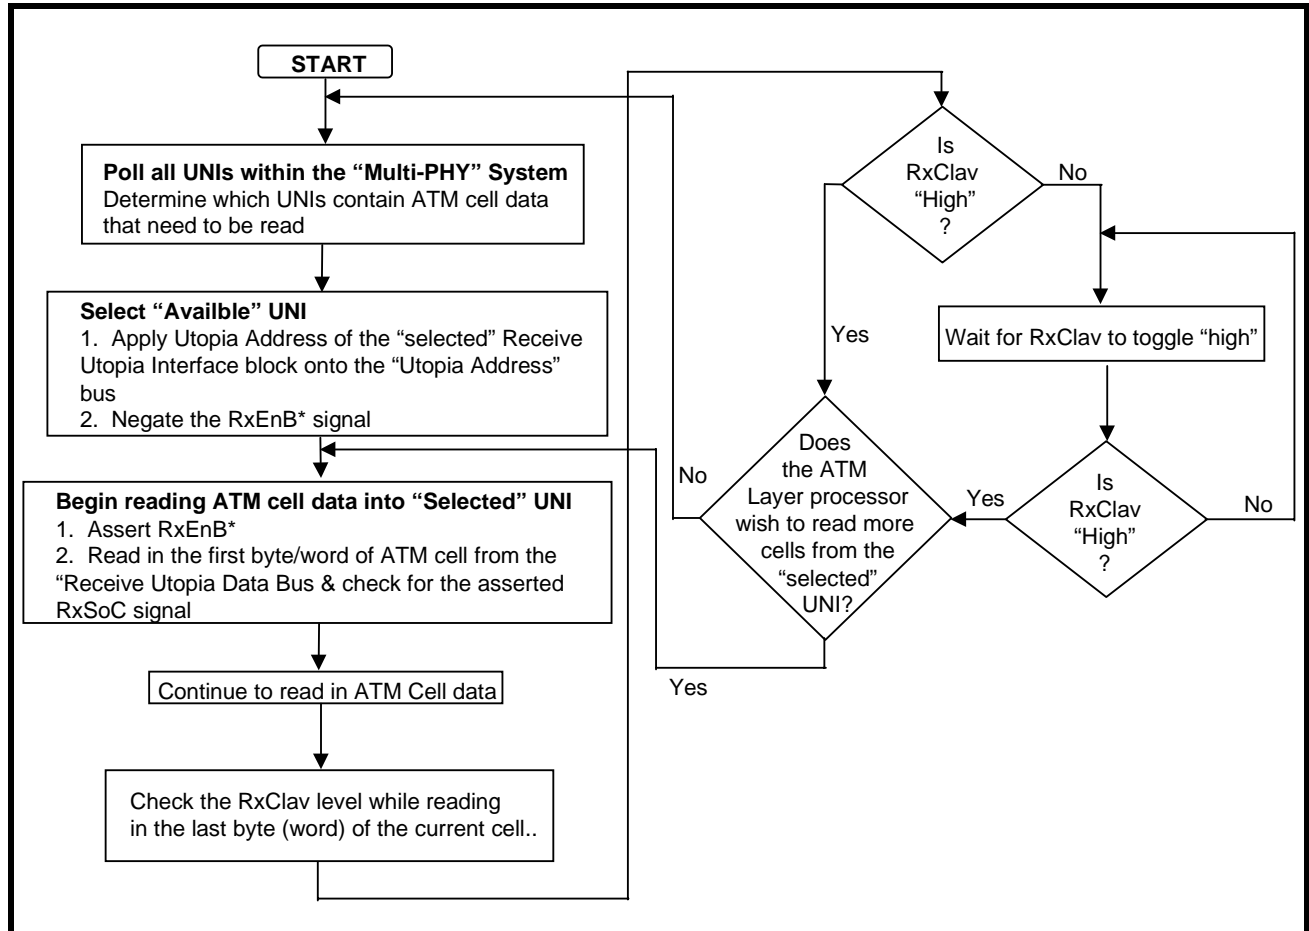 START
Poll all UNIs within the “Multi-PHY” System
Determine which UNIs contain ATM cell data
that need to be read
Select “Availble” UNI
1. Apply Utopia Address of the “selected” Receive
Utopia Interface block onto the “Utopia Address”
bus
2. Negate the RxEnB* signal
Begin reading ATM cell data into “Selected” UNI
1. Assert RxEnB*
2. Read in the first byte/word of ATM cell from the
“Receive Utopia Data Bus & check for the asserted
RxSoC signal
Continue to read in ATM Cell data
Check the RxClav level while reading
in the last byte (word) of the current cell..
Is
RxClav
“High”
?
No
Yes
Wait for RxClav to toggle “high”
Is
RxClav
“High”
?
No
Yes
Does
the ATM
Layer processor
wish to read more
cells from the
“selected”
UNI?
No
Yes